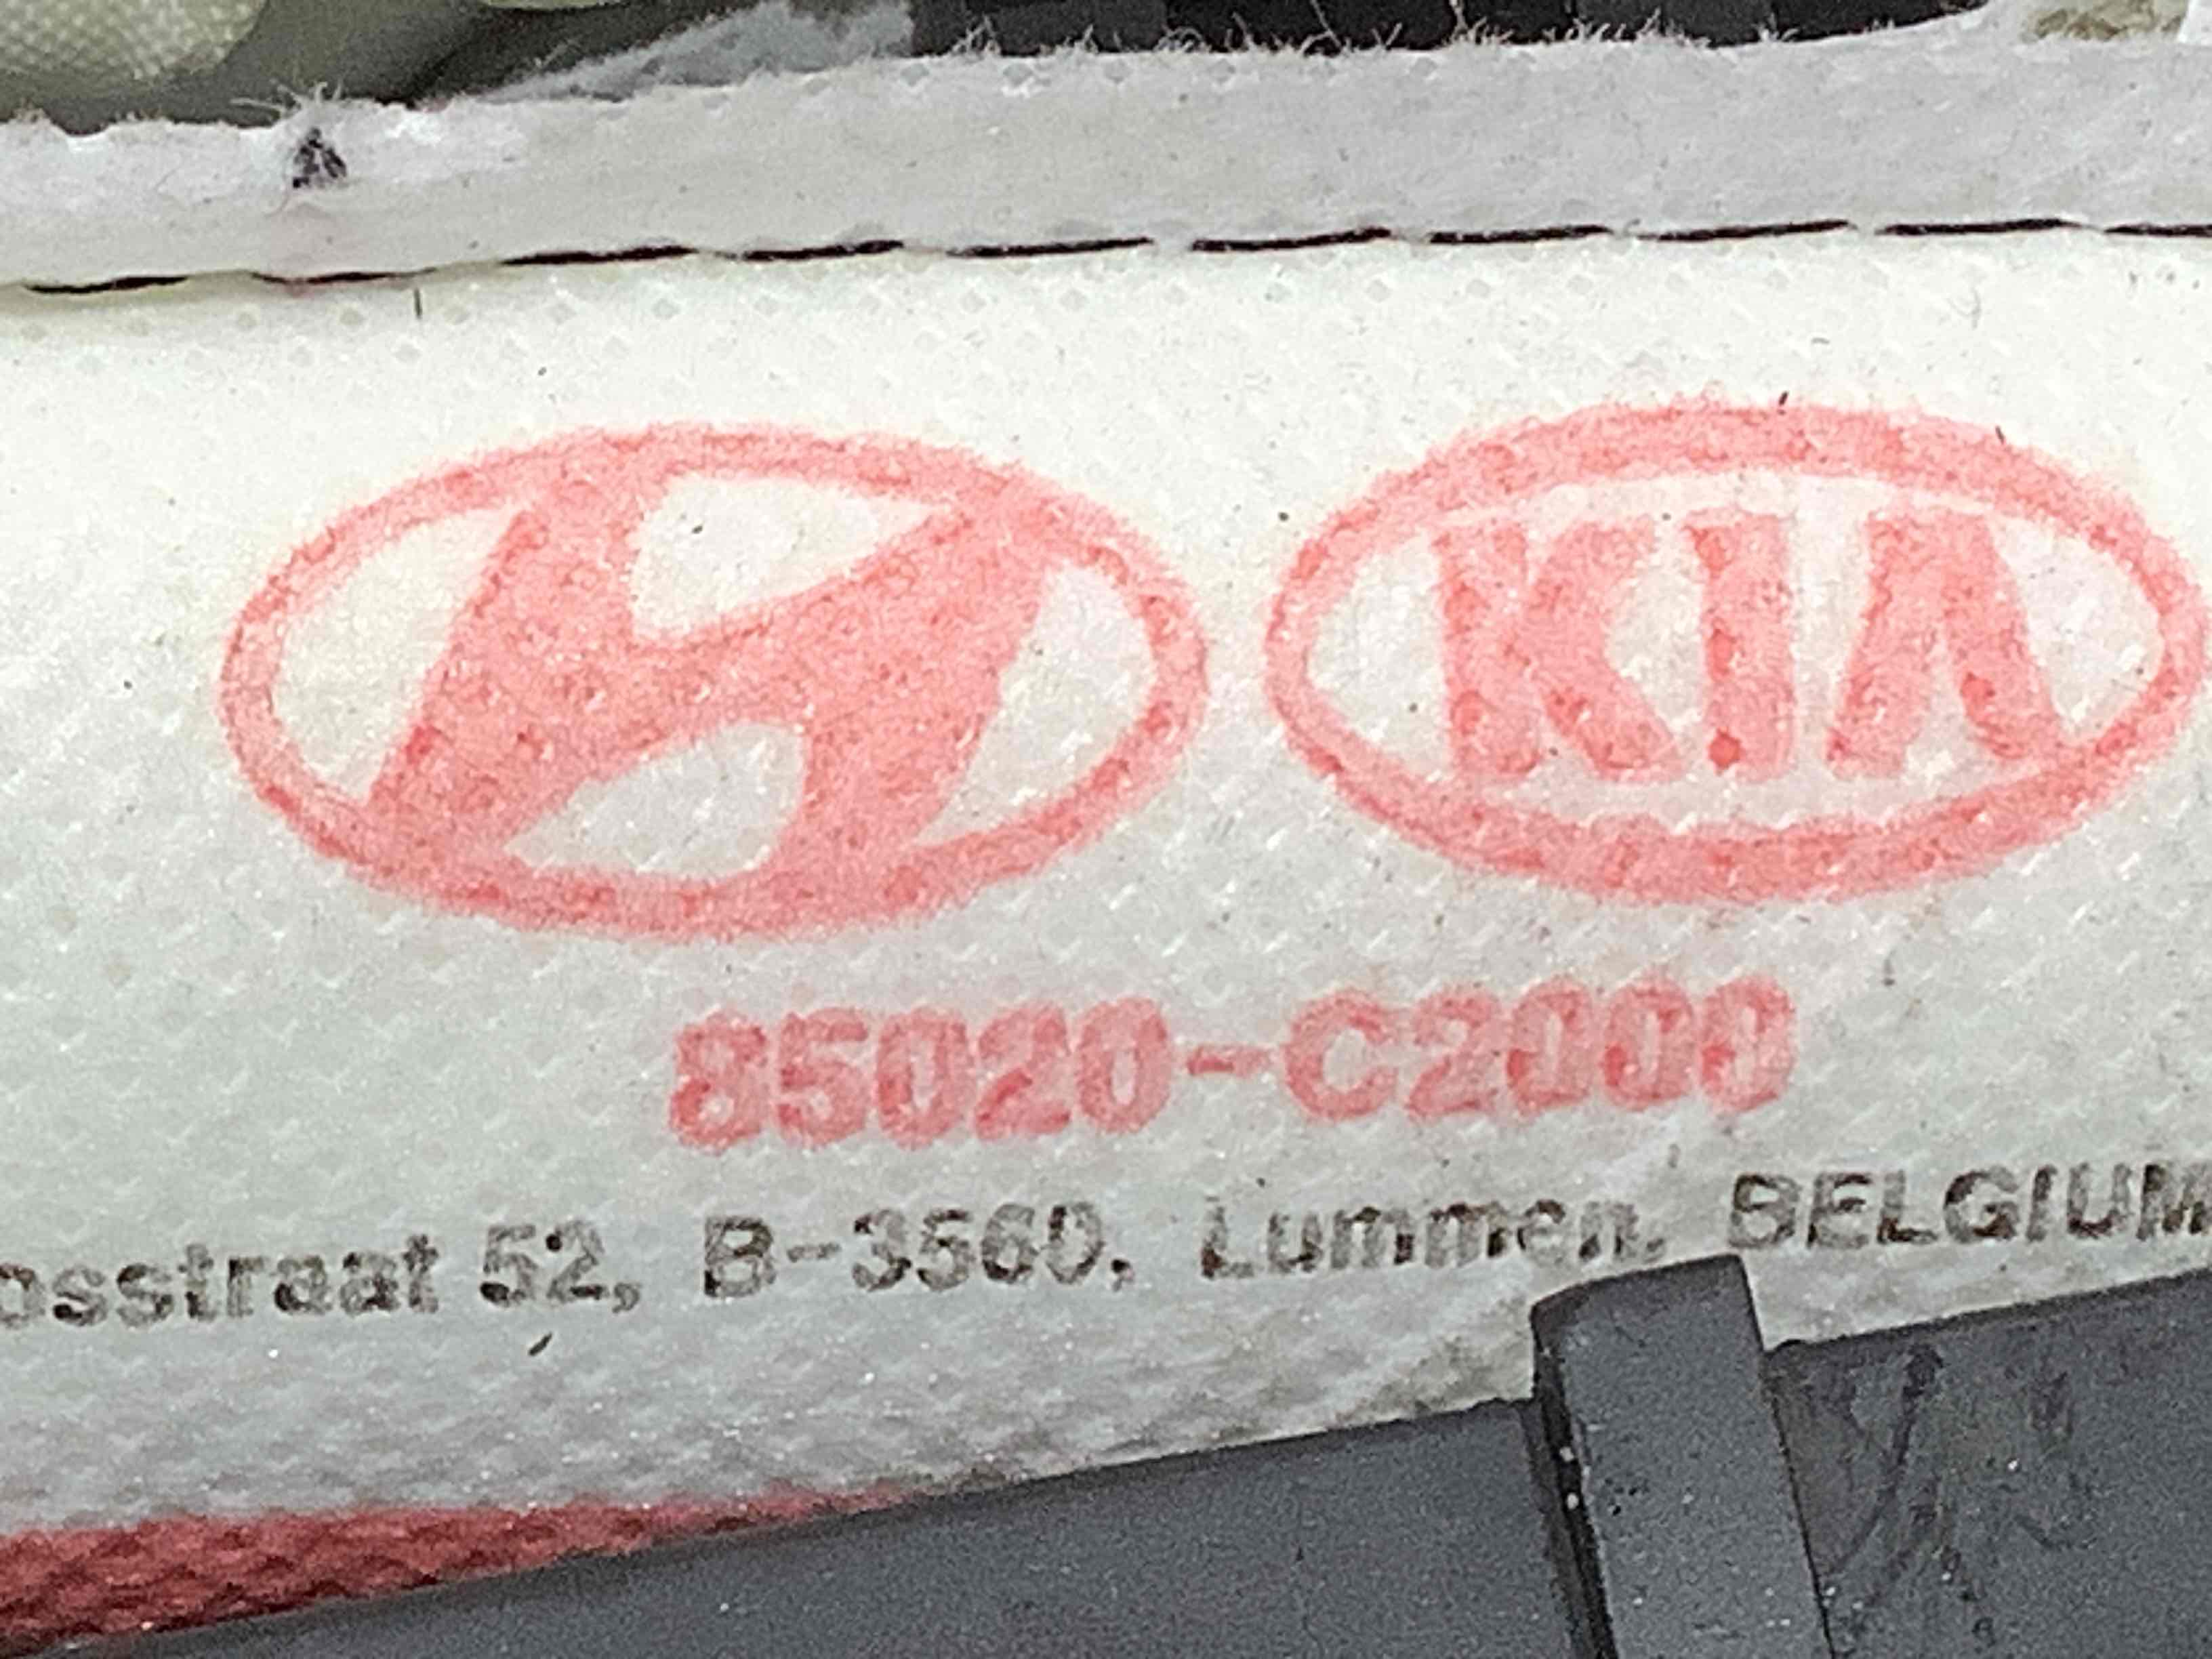 KIA
85020-C2000
osstraat 52, B-3560, Lummen, BELGIUM